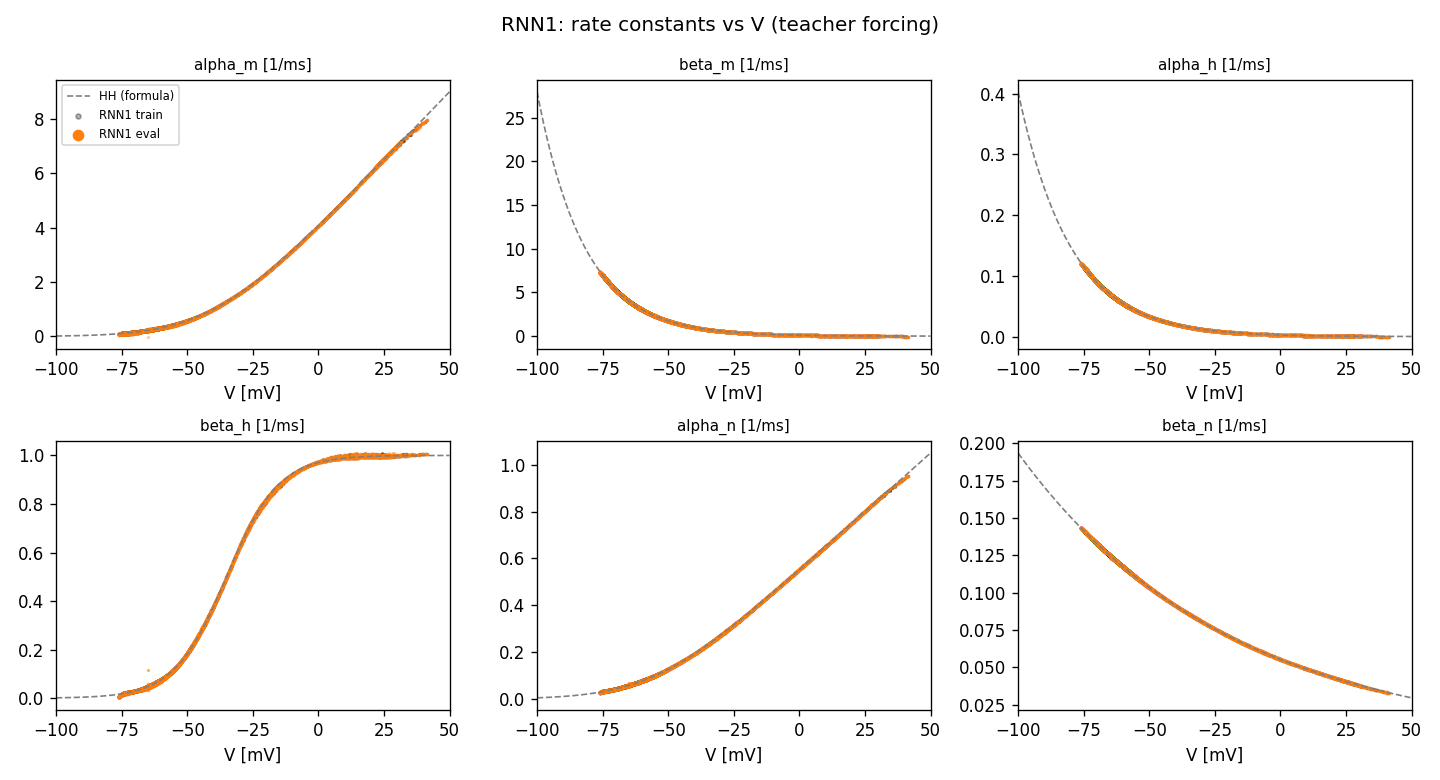 RNN1: rate constants vs V (teacher forcing)
alpha_m [1/ms]
HH (formula)
RNN1 train
RNN1 eval
8
6
4
2
0
−100 −75 −50 −25 0 25 50
V [mV]
beta_m [1/ms]
25
20
15
10
5
0
−100 −75 −50 −25 0 25 50
V [mV]
alpha_h [1/ms]
0.4
0.3
0.2
0.1
0.0
−100 −75 −50 −25 0 25 50
V [mV]
beta_h [1/ms]
1.0
0.8
0.6
0.4
0.2
0.0
−100 −75 −50 −25 0 25 50
V [mV]
alpha_n [1/ms]
1.0
0.8
0.6
0.4
0.2
0.0
−100 −75 −50 −25 0 25 50
V [mV]
beta_n [1/ms]
0.200
0.175
0.150
0.125
0.100
0.075
0.050
0.025
−100 −75 −50 −25 0 25 50
V [mV]